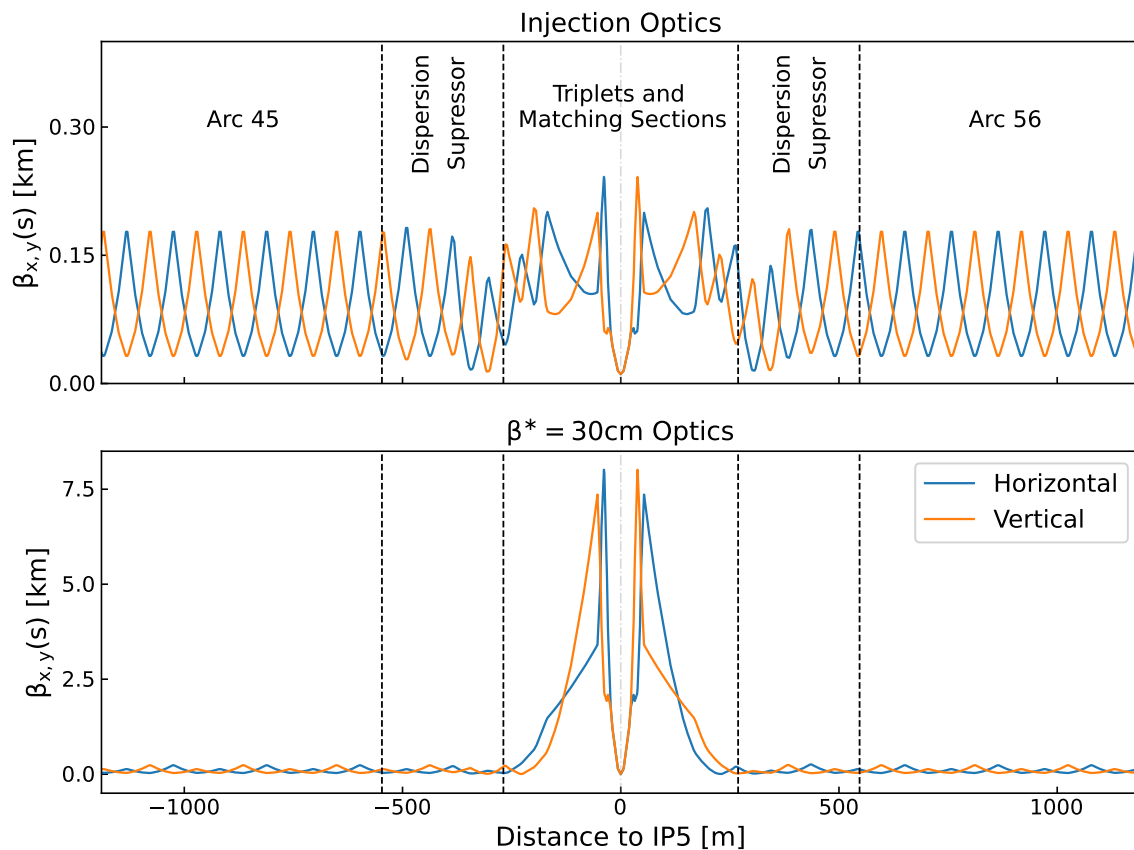 Injection Optics
β_{x, y}(s) [km]
0.30
0.15
0.00
Arc 45
Dispersion
Supressor
Triplets and
Matching Sections
Dispersion
Supressor
Arc 56
β* = 30cm Optics
β_{x, y}(s) [km]
7.5
5.0
2.5
0.0
Horizontal
Vertical
−1000
−500
0
500
1000
Distance to IP5 [m]